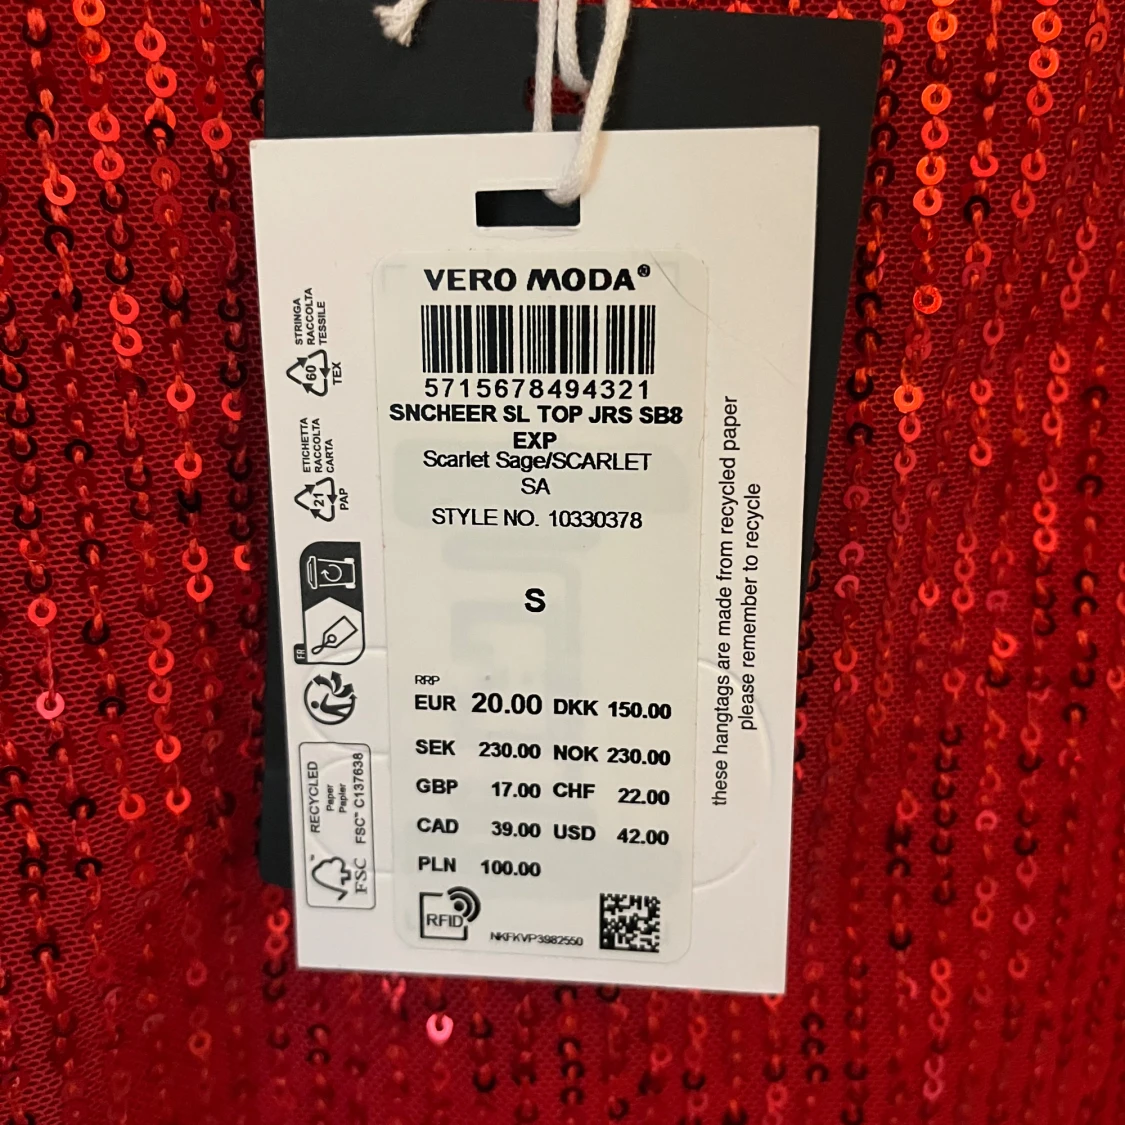 VERO MODA®
5715678494321
SNCHEER SL TOP JRS SB8
EXP
Scarlet Sage/SCARLET
SA
STYLE NO. 10330378
S
RRP
EUR 20.00 DKK 150.00
SEK 230.00 NOK 230.00
GBP 17.00 CHF 22.00
CAD 39.00 USD 42.00
PLN 100.00
RFID
NKFKVP3982550
STRINGA
RACCOLTA
TESSILE
60
TEX
ETICHETTA
RACCOLTA
CARTA
21
PAP
FR
RECYCLED
Paper
Papier
FSC™ C137638
FSC
these hangtags are made from recycled paper
please remember to recycle